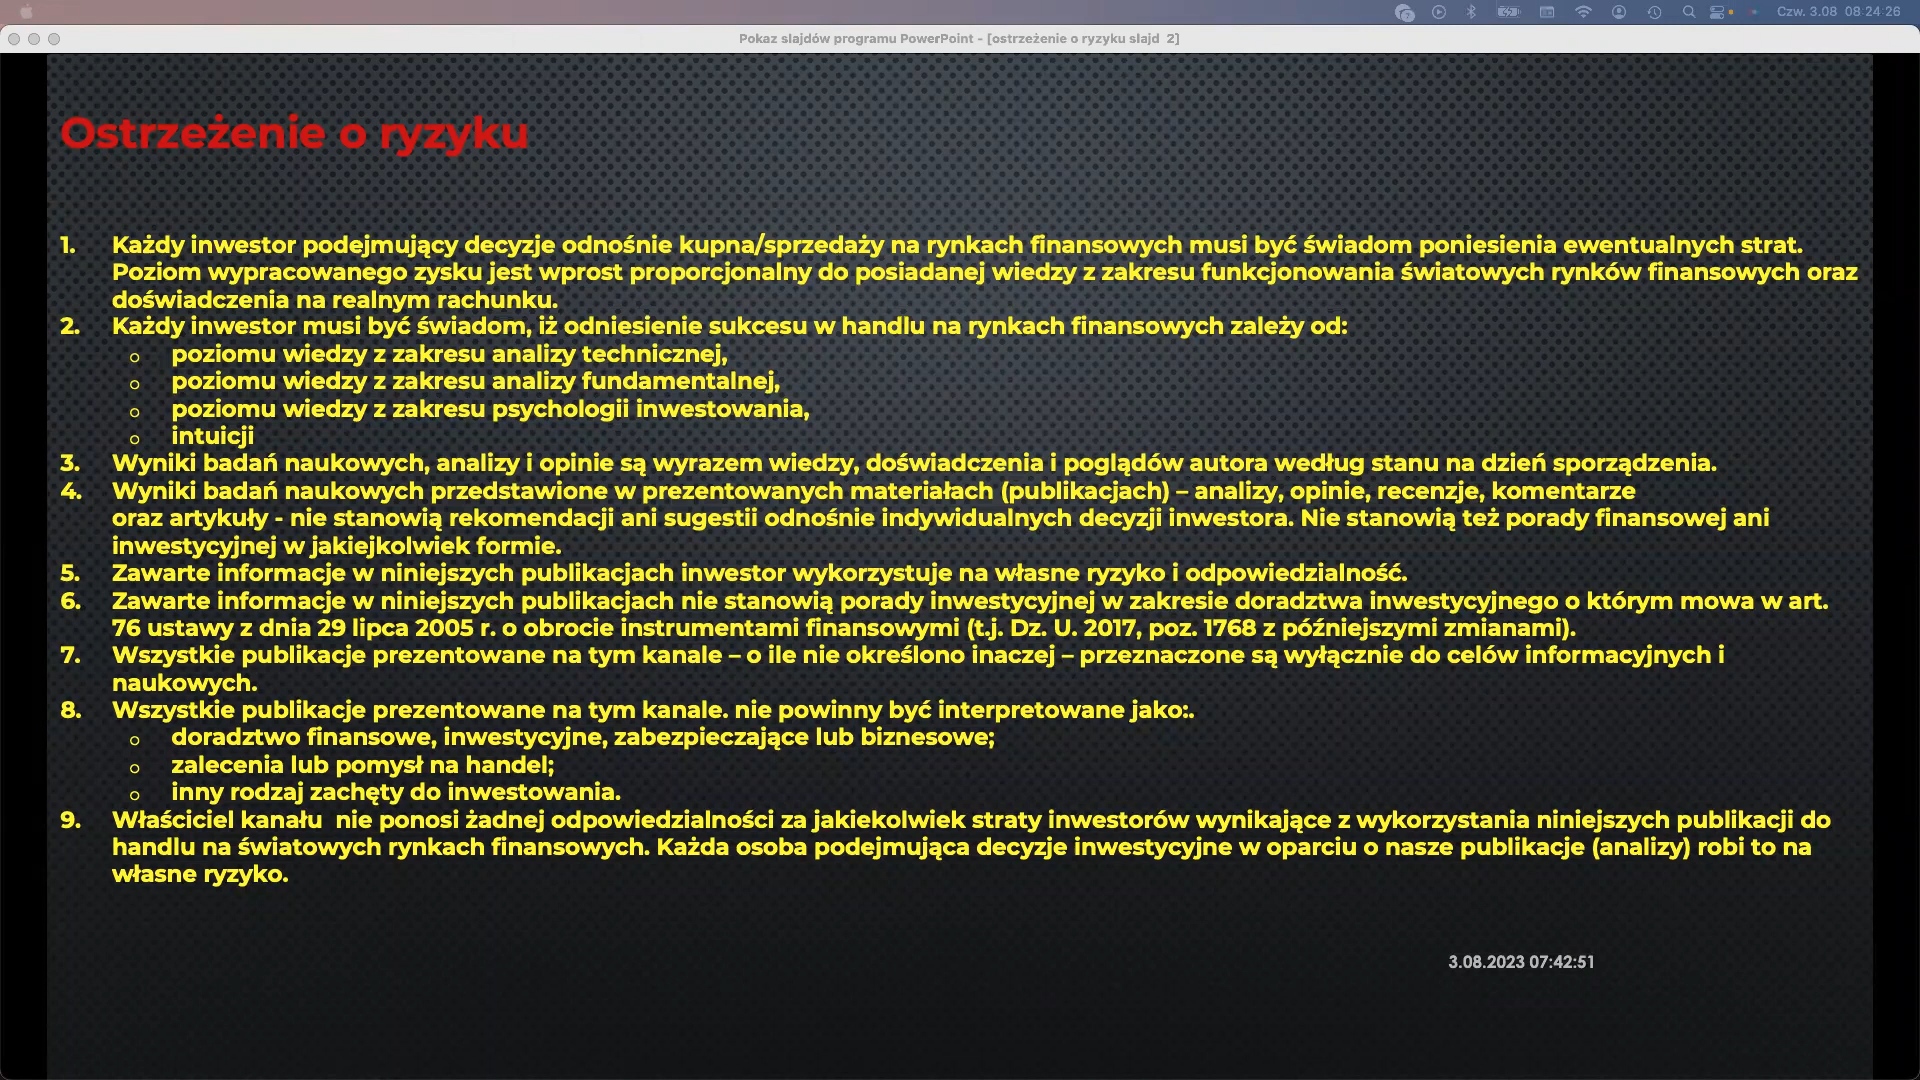 Czw. 3.08 08:24:26
Pokaz slajdów programu PowerPoint - [ostrzeżenie o ryzyku slajd 2]
Ostrzeżenie o ryzyku
1. Każdy inwestor podejmujący decyzje odnośnie kupna/sprzedaży na rynkach finansowych musi być świadom poniesienia ewentualnych strat.
Poziom wypracowanego zysku jest wprost proporcjonalny do posiadanej wiedzy z zakresu funkcjonowania światowych rynków finansowych oraz
doświadczenia na realnym rachunku.
2. Każdy inwestor musi być świadom, iż odniesienie sukcesu w handlu na rynkach finansowych zależy od:
o poziomu wiedzy z zakresu analizy technicznej,
o poziomu wiedzy z zakresu analizy fundamentalnej,
o poziomu wiedzy z zakresu psychologii inwestowania,
o intuicji
3. Wyniki badań naukowych, analizy i opinie są wyrazem wiedzy, doświadczenia i poglądów autora według stanu na dzień sporządzenia.
4. Wyniki badań naukowych przedstawione w prezentowanych materiałach (publikacjach) – analizy, opinie, recenzje, komentarze
oraz artykuły - nie stanowią rekomendacji ani sugestii odnośnie indywidualnych decyzji inwestora. Nie stanowią też porady finansowej ani
inwestycyjnej w jakiejkolwiek formie.
5. Zawarte informacje w niniejszych publikacjach inwestor wykorzystuje na własne ryzyko i odpowiedzialność.
6. Zawarte informacje w niniejszych publikacjach nie stanowią porady inwestycyjnej w zakresie doradztwa inwestycyjnego o którym mowa w art.
76 ustawy z dnia 29 lipca 2005 r. o obrocie instrumentami finansowymi (t.j. Dz. U. 2017, poz. 1768 z późniejszymi zmianami).
7. Wszystkie publikacje prezentowane na tym kanale – o ile nie określono inaczej – przeznaczone są wyłącznie do celów informacyjnych i
naukowych.
8. Wszystkie publikacje prezentowane na tym kanale. nie powinny być interpretowane jako:.
o doradztwo finansowe, inwestycyjne, zabezpieczające lub biznesowe;
o zalecenia lub pomysł na handel;
o inny rodzaj zachęty do inwestowania.
9. Właściciel kanału  nie ponosi żadnej odpowiedzialności za jakiekolwiek straty inwestorów wynikające z wykorzystania niniejszych publikacji do
handlu na światowych rynkach finansowych. Każda osoba podejmująca decyzje inwestycyjne w oparciu o nasze publikacje (analizy) robi to na
własne ryzyko.
3.08.2023 07:42:51